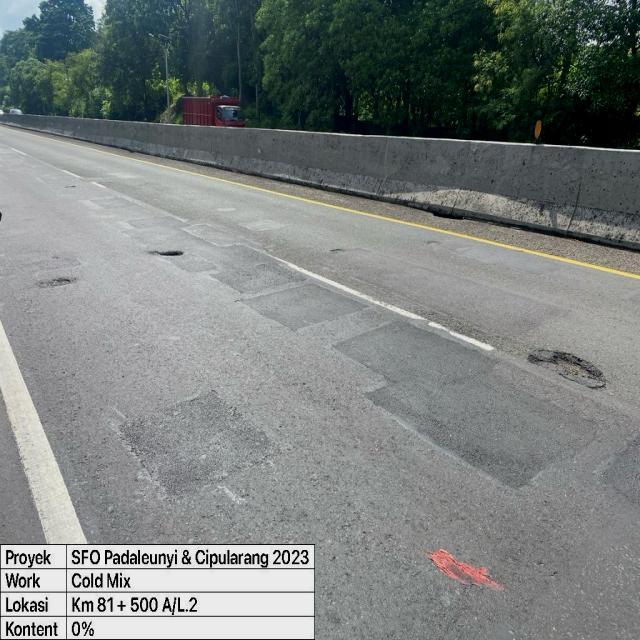 Proyek SFO Padaleunyi & Cipularang 2023
Work Cold Mix
Lokasi Km 81 + 500 A/L.2
Kontent 0%